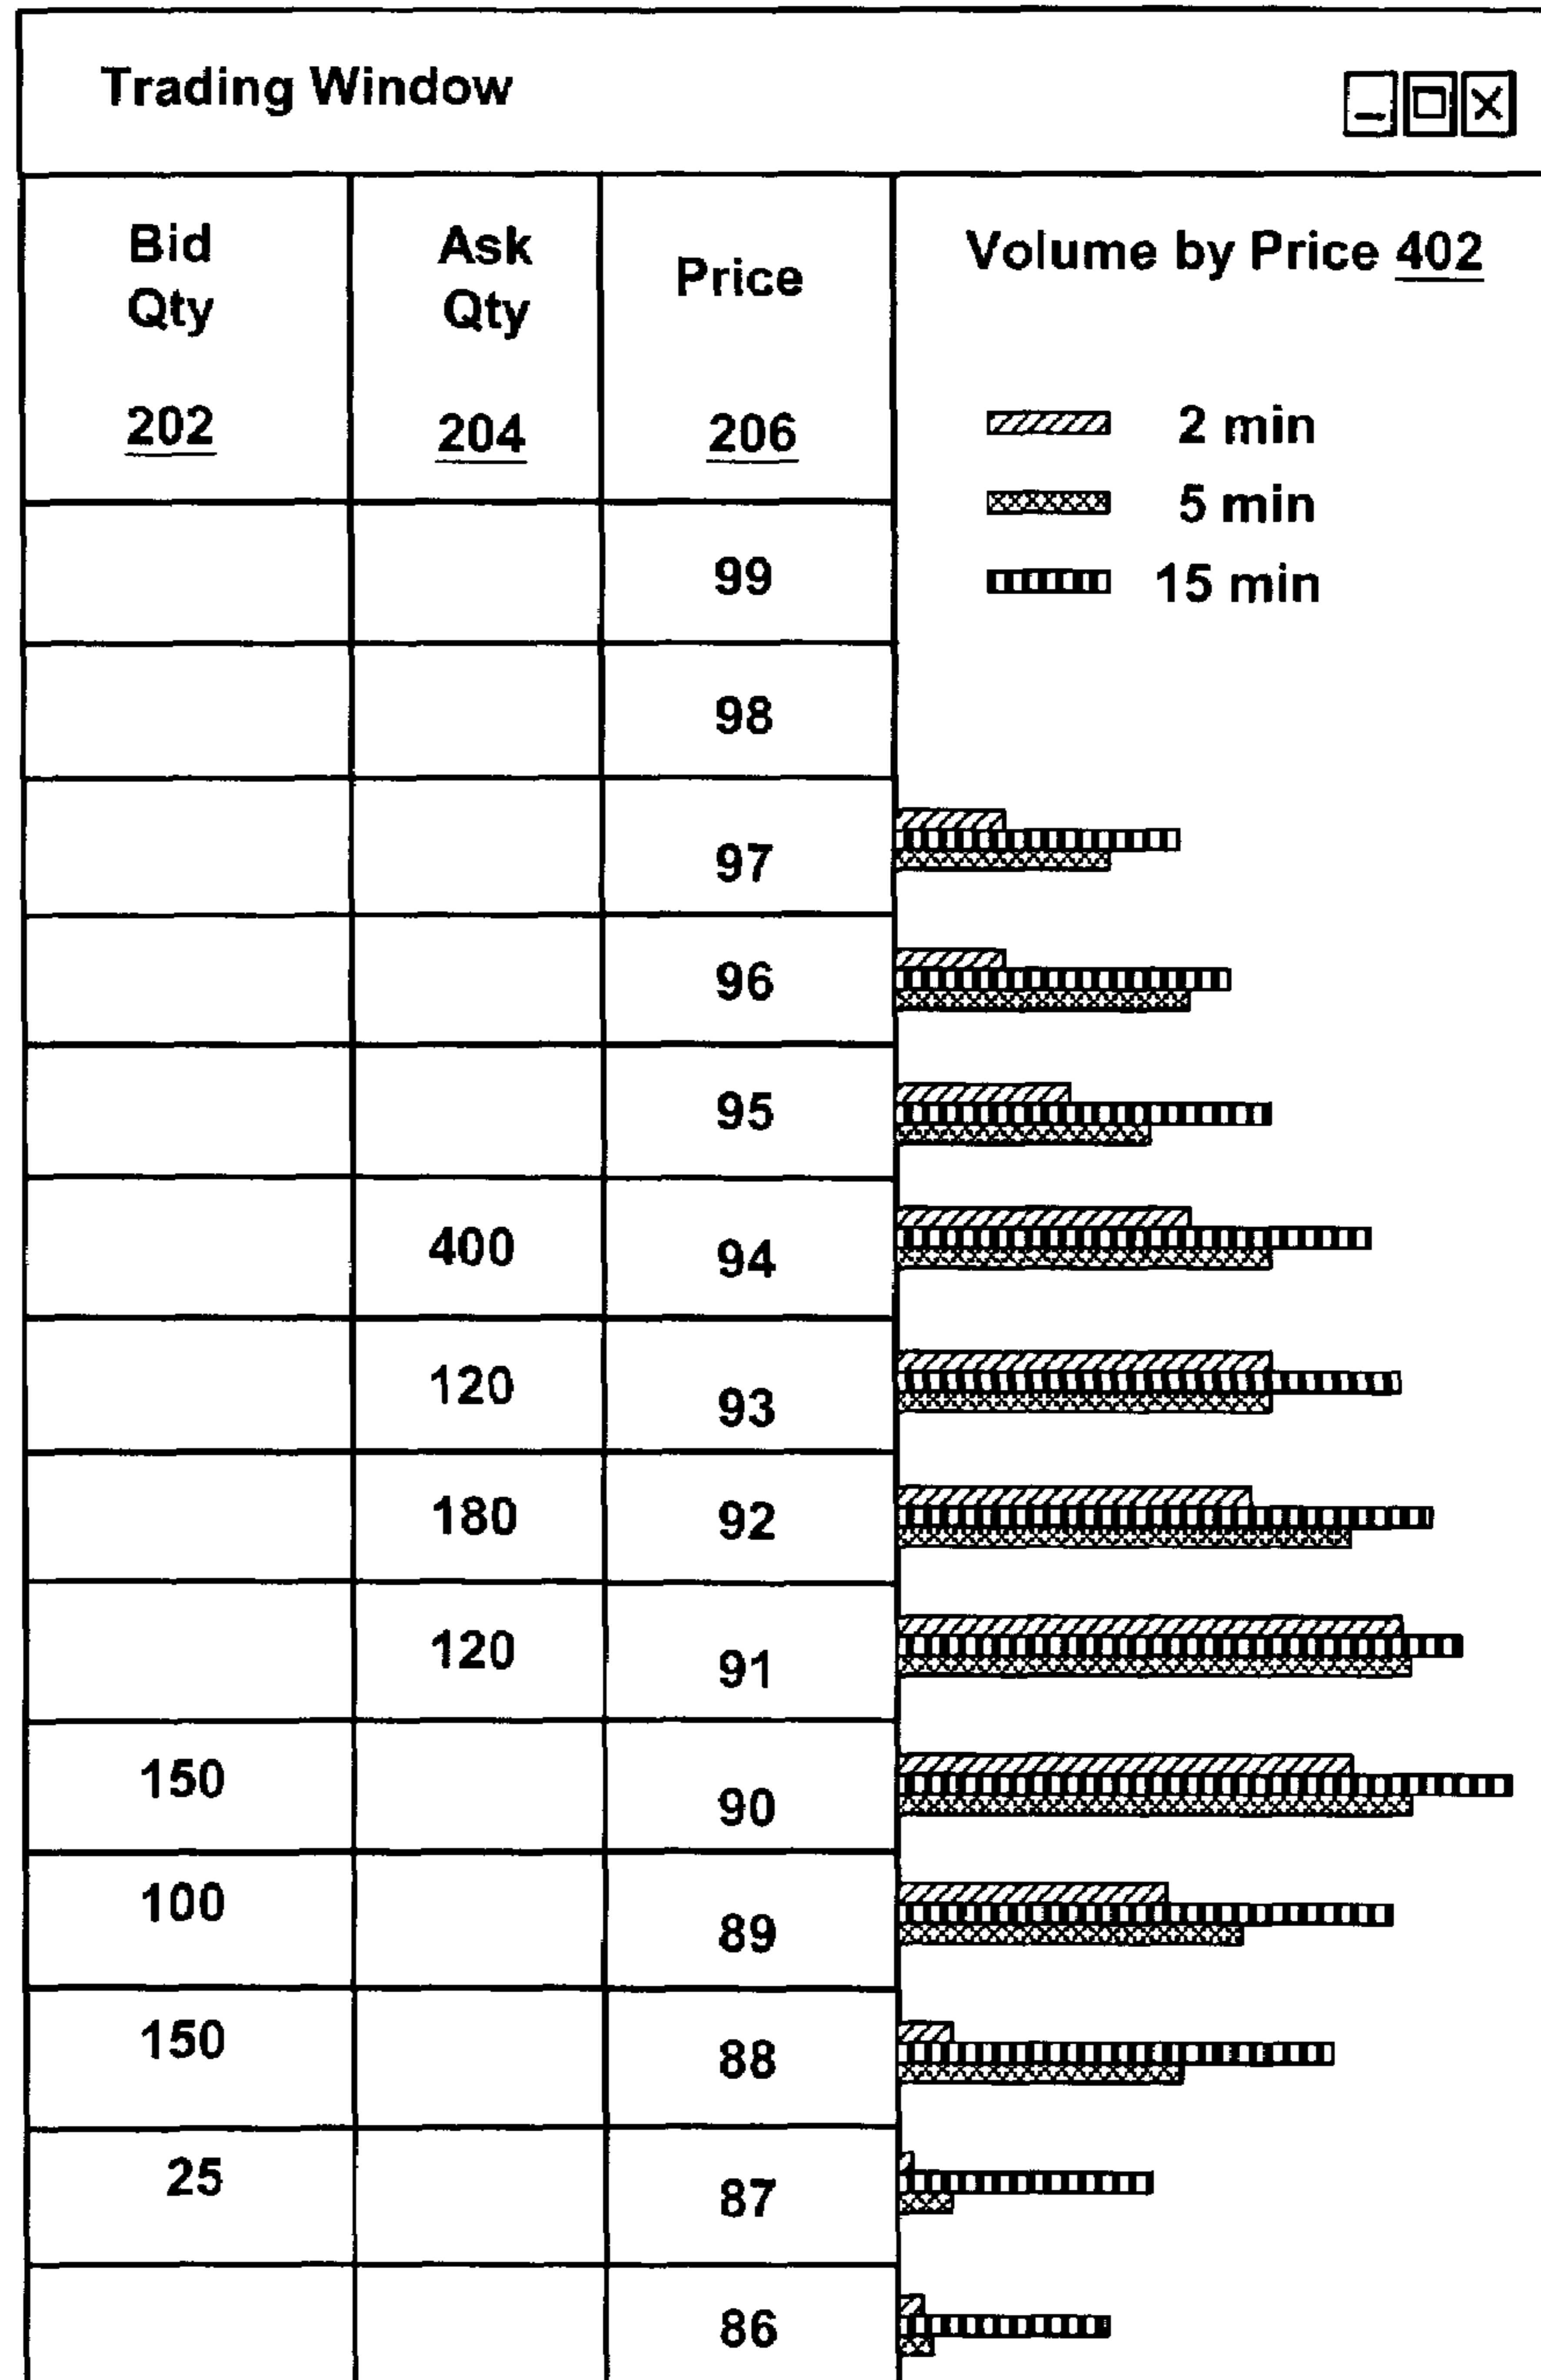 Trading Window
Bid
Qty
202
Ask
Qty
204
Price
206
Volume by Price 402
2 min
5 min
15 min
99
98
97
96
95
400 94
120 93
180 92
120 91
150 90
100 89
150 88
25 87
86